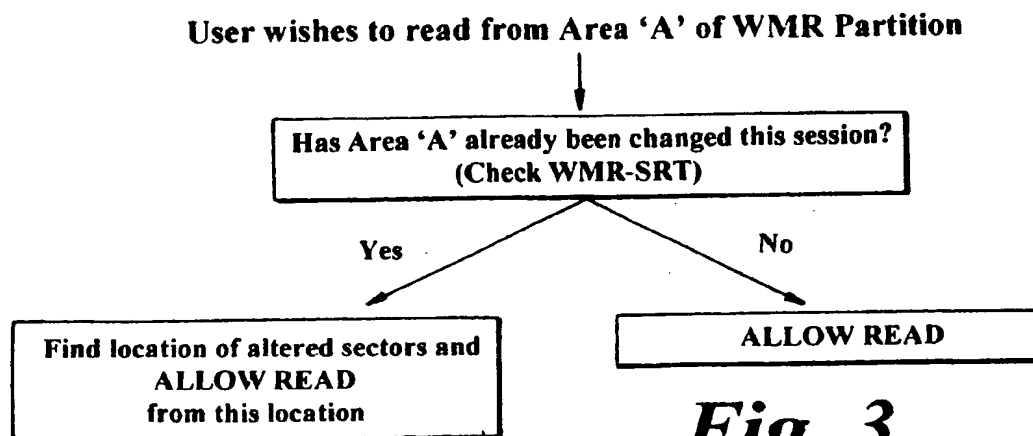 User wishes to read from Area ‘A’ of WMR Partition
Has Area ‘A’ already been changed this session?
(Check WMR-SRT)
Yes
No
Find location of altered sectors and
ALLOW READ
from this location
ALLOW READ
Fig. 3